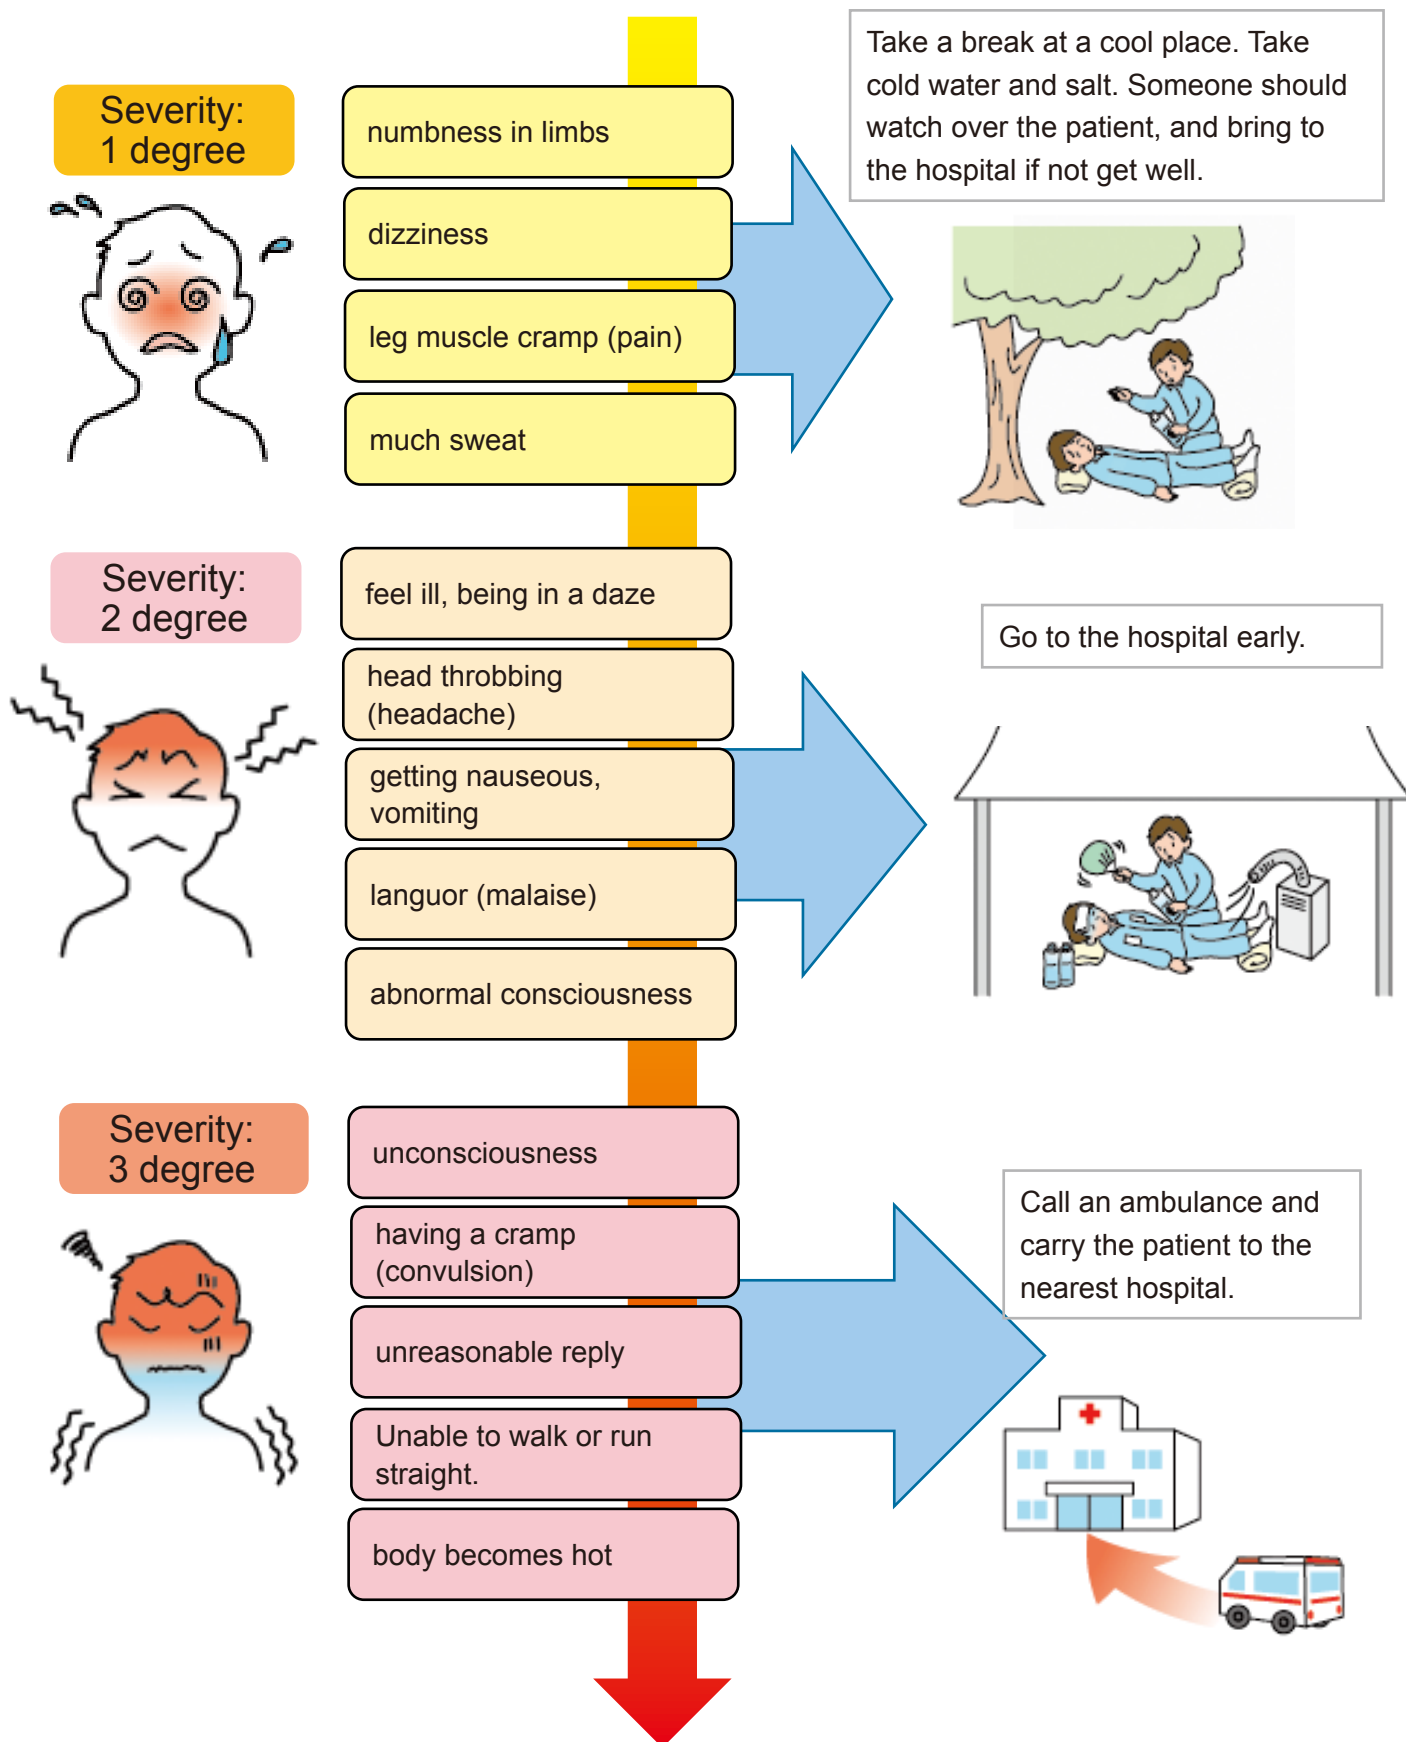 Severity:
1 degree
numbness in limbs
dizziness
leg muscle cramp (pain)
much sweat
Take a break at a cool place. Take
cold water and salt. Someone should
watch over the patient, and bring to
the hospital if not get well.
Severity:
2 degree
feel ill, being in a daze
head throbbing
(headache)
getting nauseous,
vomiting
languor (malaise)
abnormal consciousness
Go to the hospital early.
Severity:
3 degree
unconsciousness
having a cramp
(convulsion)
unreasonable reply
Unable to walk or run
straight.
body becomes hot
Call an ambulance and
carry the patient to the
nearest hospital.